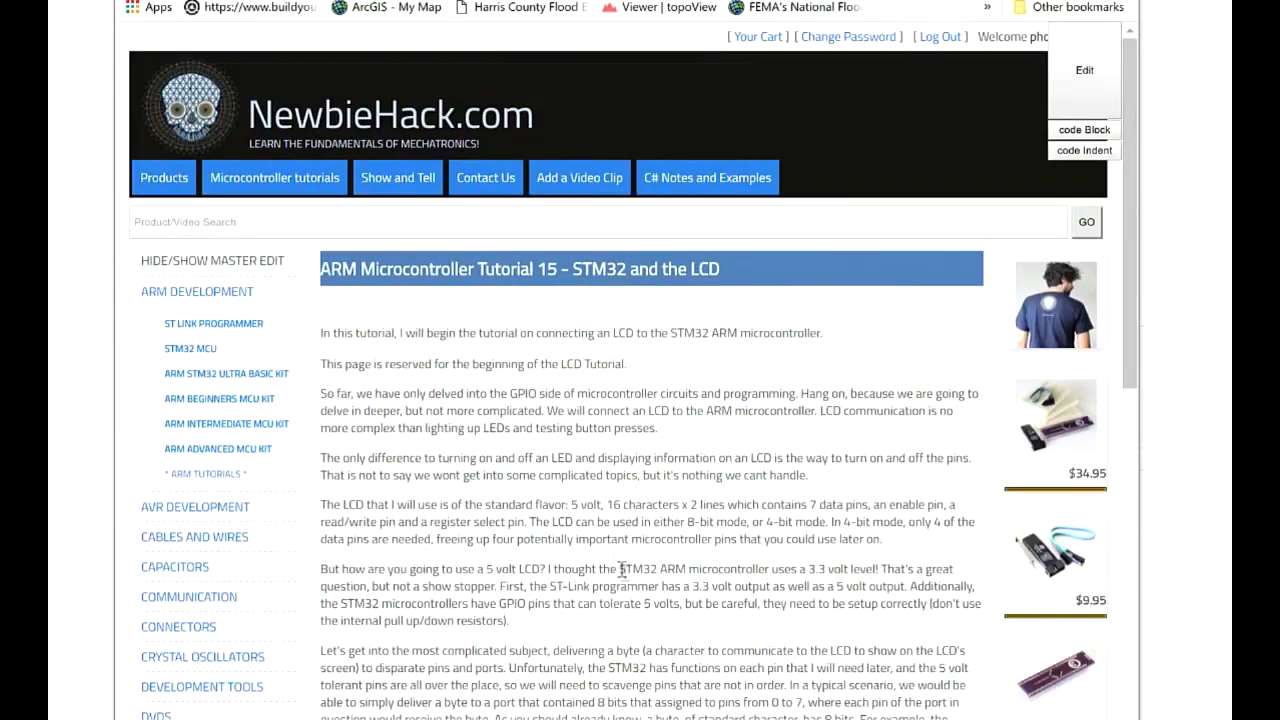 Apps https://www.buildyou ArcGIS - My Map Harris County Flood Viewer | topoView FEMA's National Floo » Other bookmarks
[ Your Cart ] [ Change Password ] [ Log Out ] Welcome pho
Edit
code Block
code Indent
NewbieHack.com
LEARN THE FUNDAMENTALS OF MECHATRONICS!
Products Microcontroller tutorials Show and Tell Contact Us Add a Video Clip C# Notes and Examples
Product/Video Search GO
HIDE/SHOW MASTER EDIT
ARM DEVELOPMENT
ST LINK PROGRAMMER
STM32 MCU
ARM STM32 ULTRA BASIC KIT
ARM BEGINNERS MCU KIT
ARM INTERMEDIATE MCU KIT
ARM ADVANCED MCU KIT
* ARM TUTORIALS *
AVR DEVELOPMENT
CABLES AND WIRES
CAPACITORS
COMMUNICATION
CONNECTORS
CRYSTAL OSCILLATORS
DEVELOPMENT TOOLS
DVDS
ARM Microcontroller Tutorial 15 - STM32 and the LCD
In this tutorial, I will begin the tutorial on connecting an LCD to the STM32 ARM microcontroller.
This page is reserved for the beginning of the LCD Tutorial.
So far, we have only delved into the GPIO side of microcontroller circuits and programming. Hang on, because we are going to
delve in deeper, but not more complicated. We will connect an LCD to the ARM microcontroller. LCD communication is no
more complex than lighting up LEDs and testing button presses.
The only difference to turning on and off an LED and displaying information on an LCD is the way to turn on and off the pins.
That is not to say we wont get into some complicated topics, but it's nothing we cant handle.
The LCD that I will use is of the standard flavor: 5 volt, 16 characters x 2 lines which contains 7 data pins, an enable pin, a
read/write pin and a register select pin. The LCD can be used in either 8-bit mode, or 4-bit mode. In 4-bit mode, only 4 of the
data pins are needed, freeing up four potentially important microcontroller pins that you could use later on.
But how are you going to use a 5 volt LCD? I thought the STM32 ARM microcontroller uses a 3.3 volt level! That's a great
question, but not a show stopper. First, the ST-Link programmer has a 3.3 volt output as well as a 5 volt output. Additionally,
the STM32 microcontrollers have GPIO pins that can tolerate 5 volts, but be careful, they need to be setup correctly (don't use
the internal pull up/down resistors).
Let's get into the most complicated subject, delivering a byte (a character to communicate to the LCD to show on the LCD's
screen) to disparate pins and ports. Unfortunately, the STM32 has functions on each pin that I will need later, and the 5 volt
tolerant pins are all over the place, so we will need to scavenge pins that are not in order. In a typical scenario, we would be
able to simply deliver a byte to a port that contained 8 bits that assigned to pins from 0 to 7, where each pin of the port in
question would receive the byte. As you should already know, a byte, of standard character, has 8 bits. For example, the
$34.95
$9.95